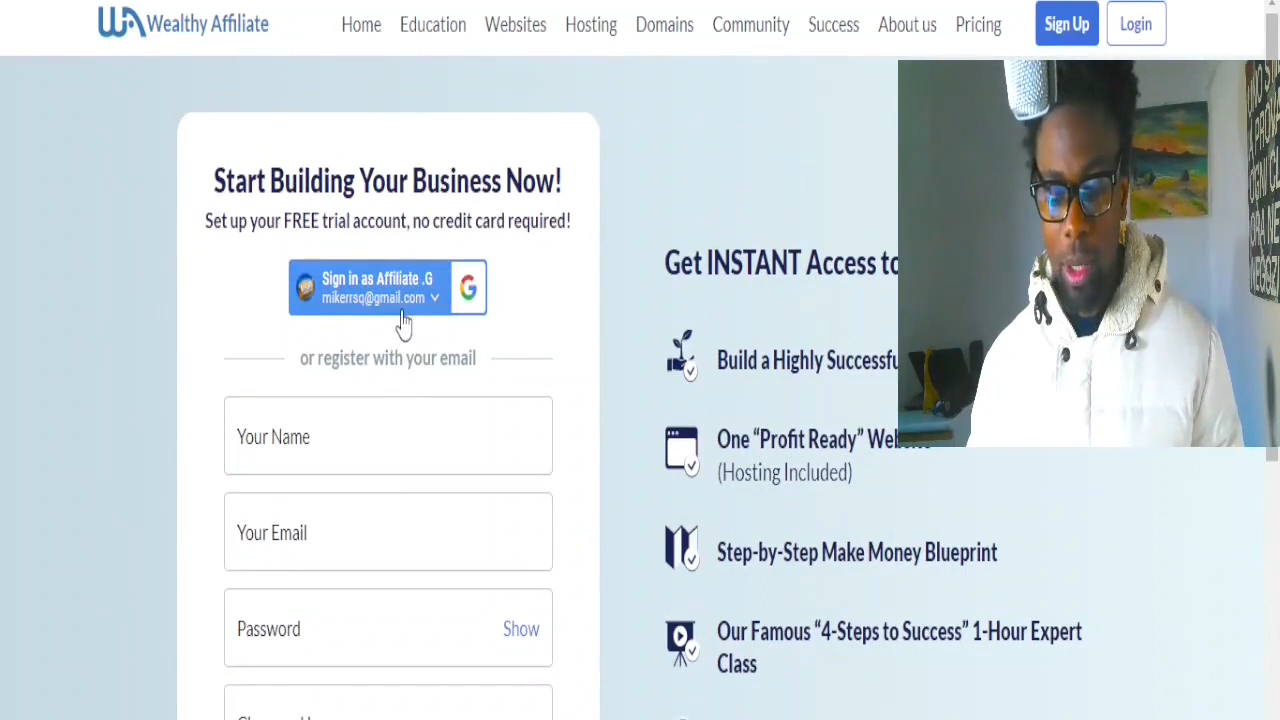 Wealthy Affiliate
Home Education Websites Hosting Domains Community Success About us Pricing Sign Up Login
Start Building Your Business Now!
Set up your FREE trial account, no credit card required!
Sign in as Affiliate .G
mikerrsq@gmail.com
or register with your email
Your Name
Your Email
Password Show
Get INSTANT Access to
Build a Highly Successfu
One “Profit Ready” Website
(Hosting Included)
Step-by-Step Make Money Blueprint
Our Famous “4-Steps to Success” 1-Hour Expert
Class